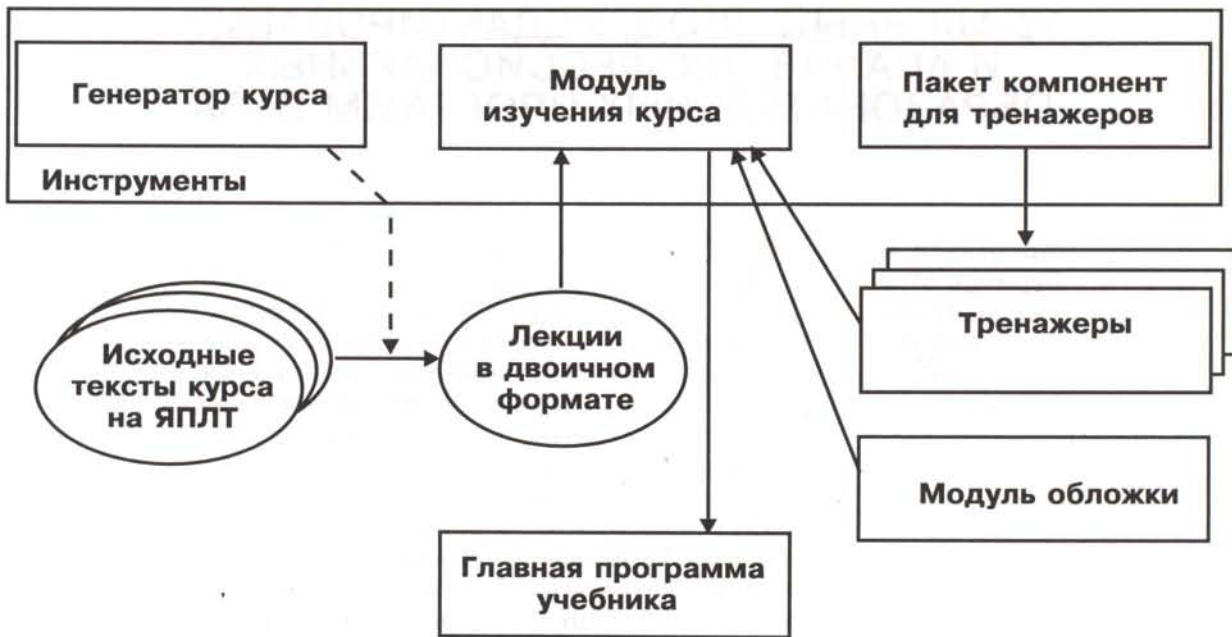 Генератор курса
Модуль
изучения курса
Пакет компонент
для тренажеров
Инструменты
Исходные
тексты курса
на ЯПЛТ
Лекции
в двоичном
формате
Тренажеры
Модуль обложки
Главная программа
учебника